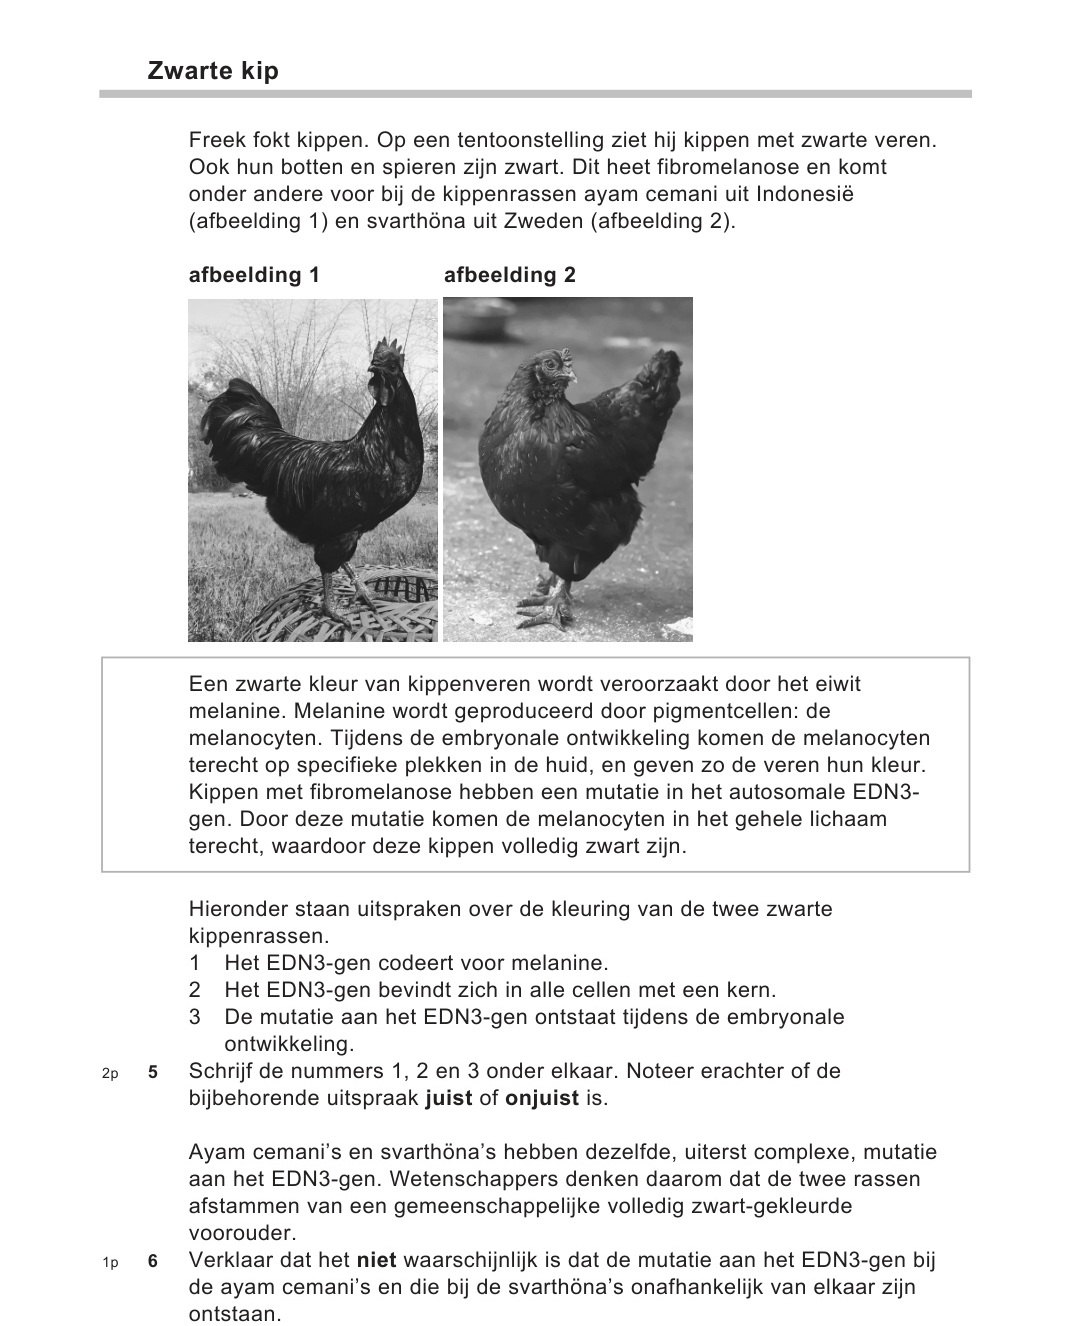 Zwarte kip
Freek fokt kippen. Op een tentoonstelling ziet hij kippen met zwarte veren.
Ook hun botten en spieren zijn zwart. Dit heet fibromelanose en komt
onder andere voor bij de kippenrassen ayam cemani uit Indonesië
(afbeelding 1) en svarthöna uit Zweden (afbeelding 2).
afbeelding 1 afbeelding 2
Een zwarte kleur van kippenveren wordt veroorzaakt door het eiwit
melanine. Melanine wordt geproduceerd door pigmentcellen: de
melanocyten. Tijdens de embryonale ontwikkeling komen de melanocyten
terecht op specifieke plekken in de huid, en geven zo de veren hun kleur.
Kippen met fibromelanose hebben een mutatie in het autosomale EDN3-
gen. Door deze mutatie komen de melanocyten in het gehele lichaam
terecht, waardoor deze kippen volledig zwart zijn.
Hieronder staan uitspraken over de kleuring van de twee zwarte
kippenrassen.
1 Het EDN3-gen codeert voor melanine.
2 Het EDN3-gen bevindt zich in alle cellen met een kern.
3 De mutatie aan het EDN3-gen ontstaat tijdens de embryonale
ontwikkeling.
2p 5 Schrijf de nummers 1, 2 en 3 onder elkaar. Noteer erachter of de
bijbehorende uitspraak juist of onjuist is.
Ayam cemani's en svarthöna's hebben dezelfde, uiterst complexe, mutatie
aan het EDN3-gen. Wetenschappers denken daarom dat de twee rassen
afstammen van een gemeenschappelijke volledig zwart-gekleurde
voorouder.
1p 6 Verklaar dat het niet waarschijnlijk is dat de mutatie aan het EDN3-gen bij
de ayam cemani's en die bij de svarthöna's onafhankelijk van elkaar zijn
ontstaan.